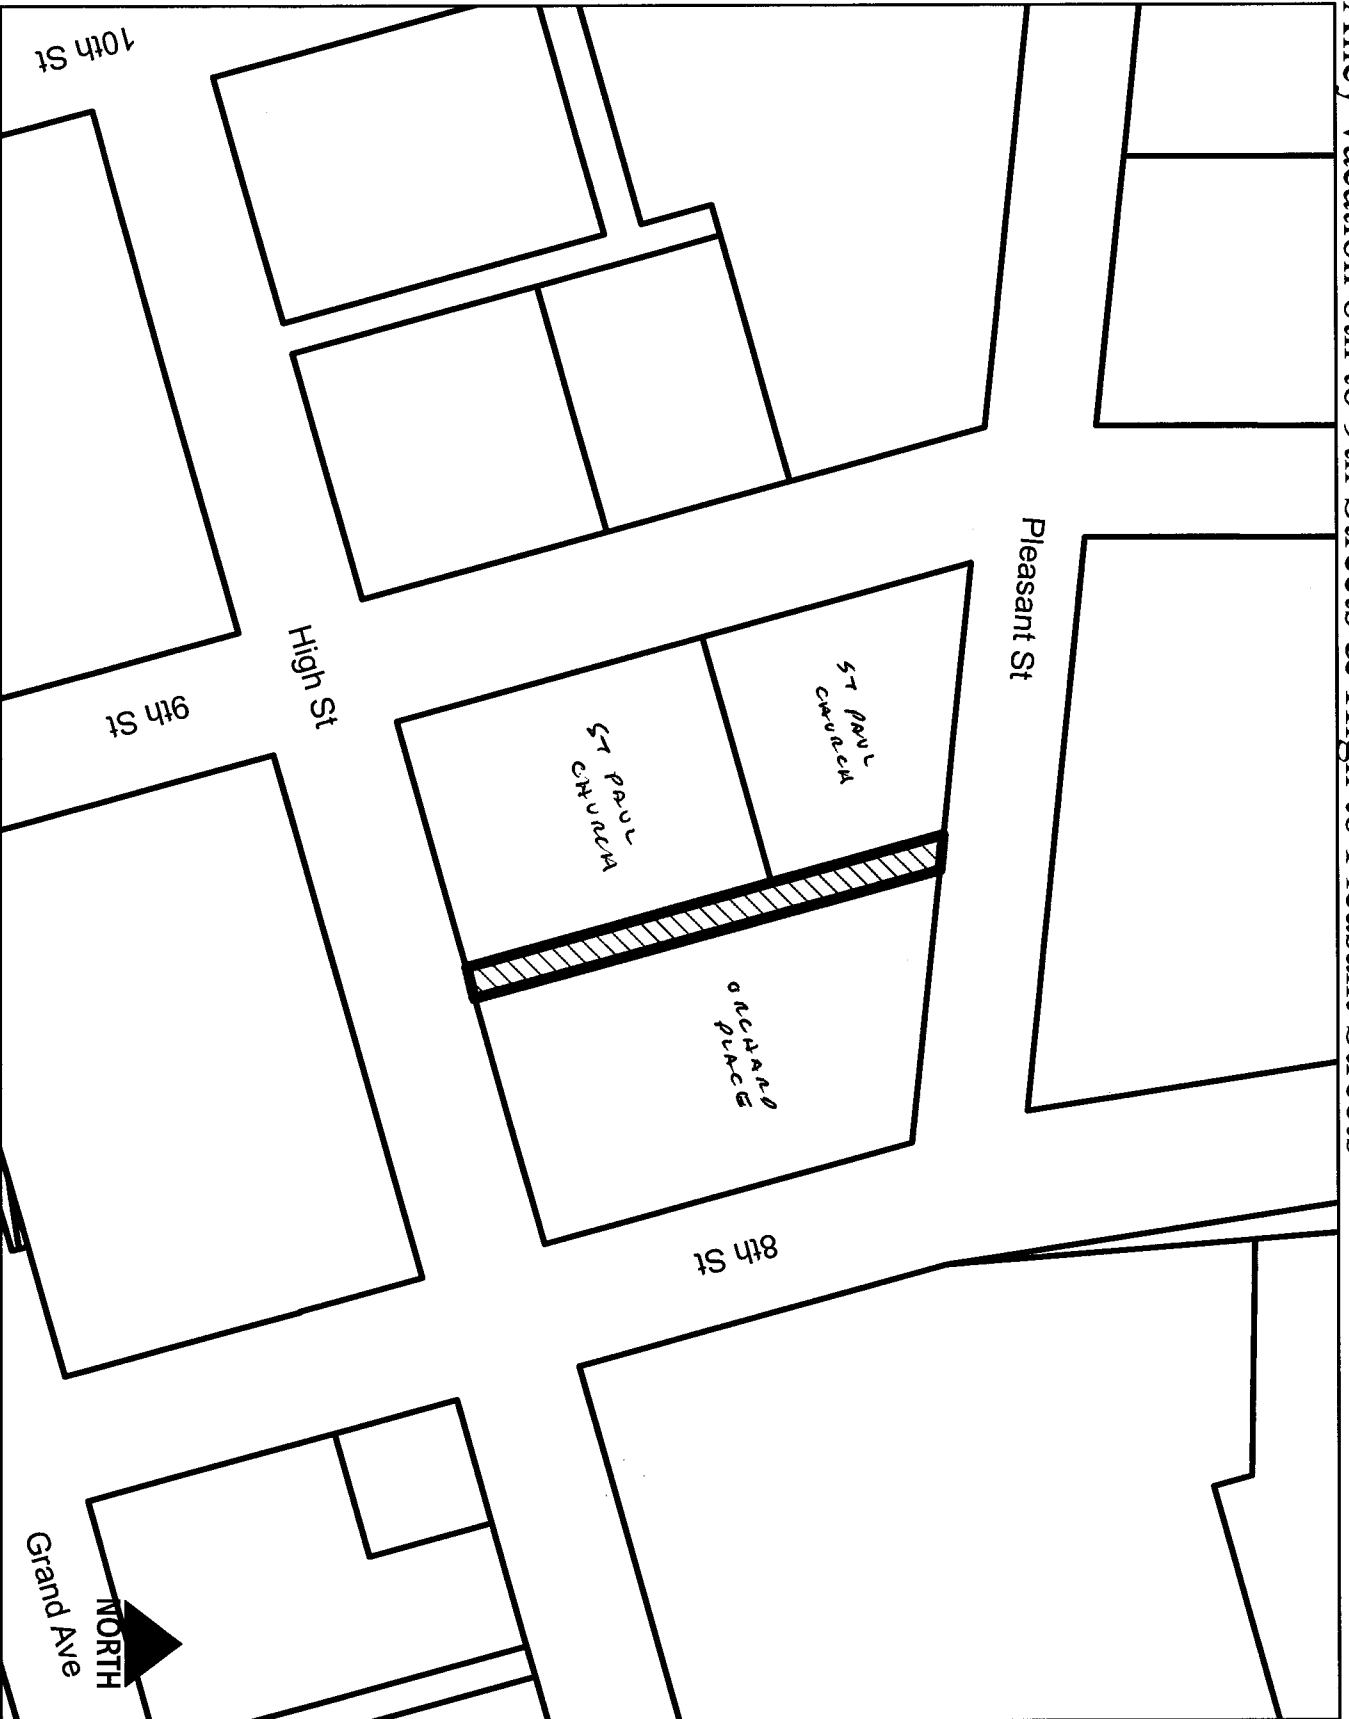 10th St
Pleasant St
High St
9th St
ST PAUL
CHURCH
ST PAUL
CHURCH
ORCHARD
PLACE
8th St
Grand Ave
NORTH